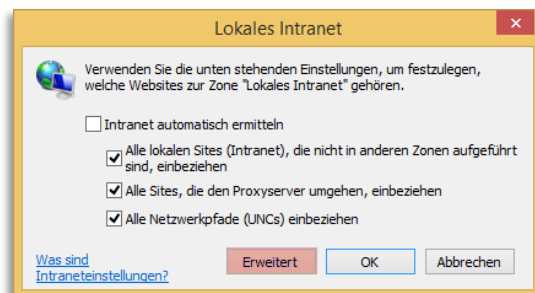 Lokales Intranet
Verwenden Sie die unten stehenden Einstellungen, um festzulegen,
welche Websites zur Zone "Lokales Intranet" gehören.
Intranet automatisch ermitteln
Alle lokalen Sites (Intranet), die nicht in anderen Zonen aufgeführt
sind, einbeziehen
Alle Sites, die den Proxyserver umgehen, einbeziehen
Alle Netzwerkpfade (UNCs) einbeziehen
Was sind
Intraneteinstellungen?
Erweitert
OK
Abbrechen